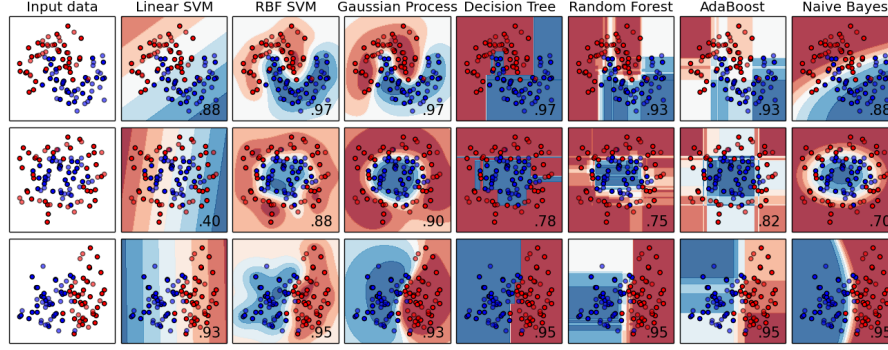 Input data Linear SVM RBF SVM Gaussian Process Decision Tree Random Forest AdaBoost Naive Bayes
.88 .97 .97 .93 .93 .88
.40 .88 .90 .78 .75 .82 .70
.93 .95 .93 .95 .95 .95 .95